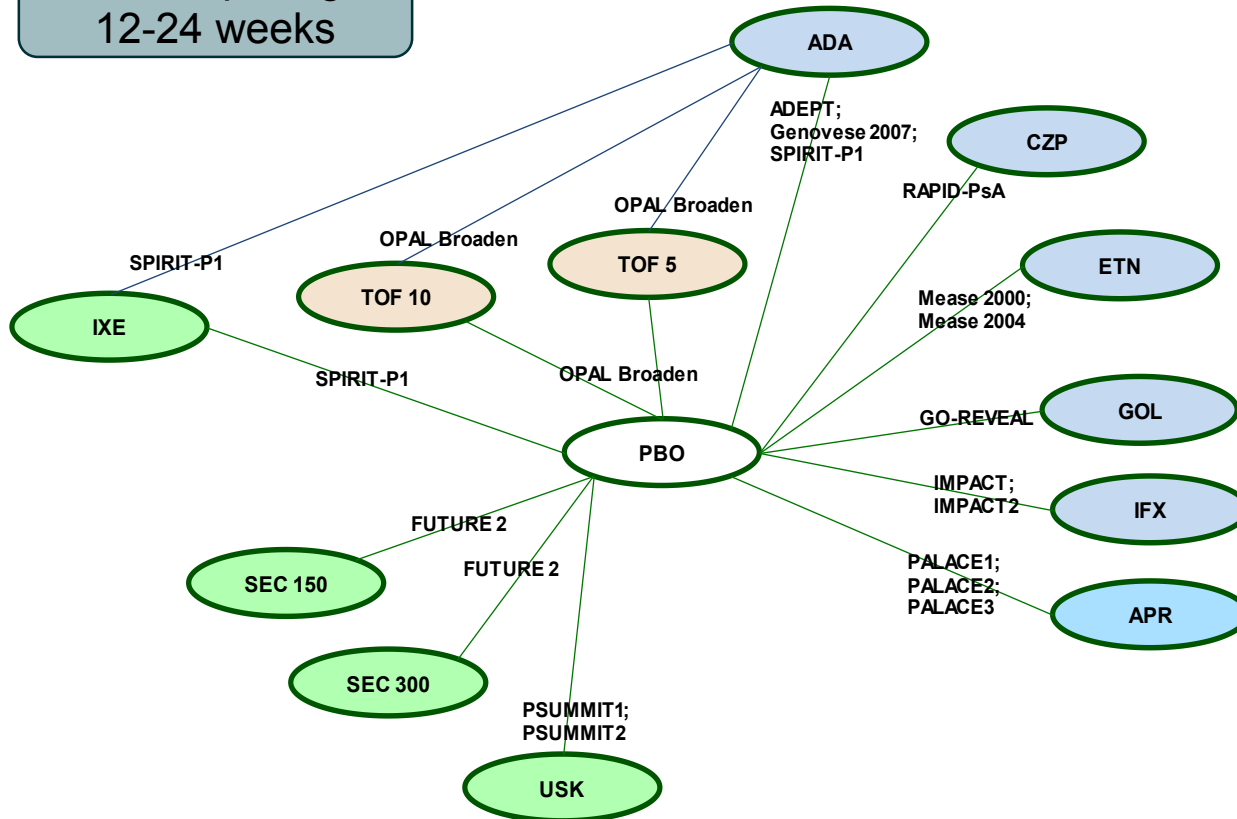 12-24 weeks
ADA
ADEPT;
Genovese 2007;
SPIRIT-P1
CZP
RAPID-PsA
OPAL Broaden
OPAL Broaden
TOF 5
ETN
SPIRIT-P1
TOF 10
Mease 2000;
Mease 2004
IXE
SPIRIT-P1
OPAL Broaden
GO-REVEAL
GOL
PBO
IMPACT;
IMPACT2
IFX
FUTURE 2
FUTURE 2
PALACE1;
PALACE2;
PALACE3
APR
SEC 150
SEC 300
PSUMMIT1;
PSUMMIT2
USK